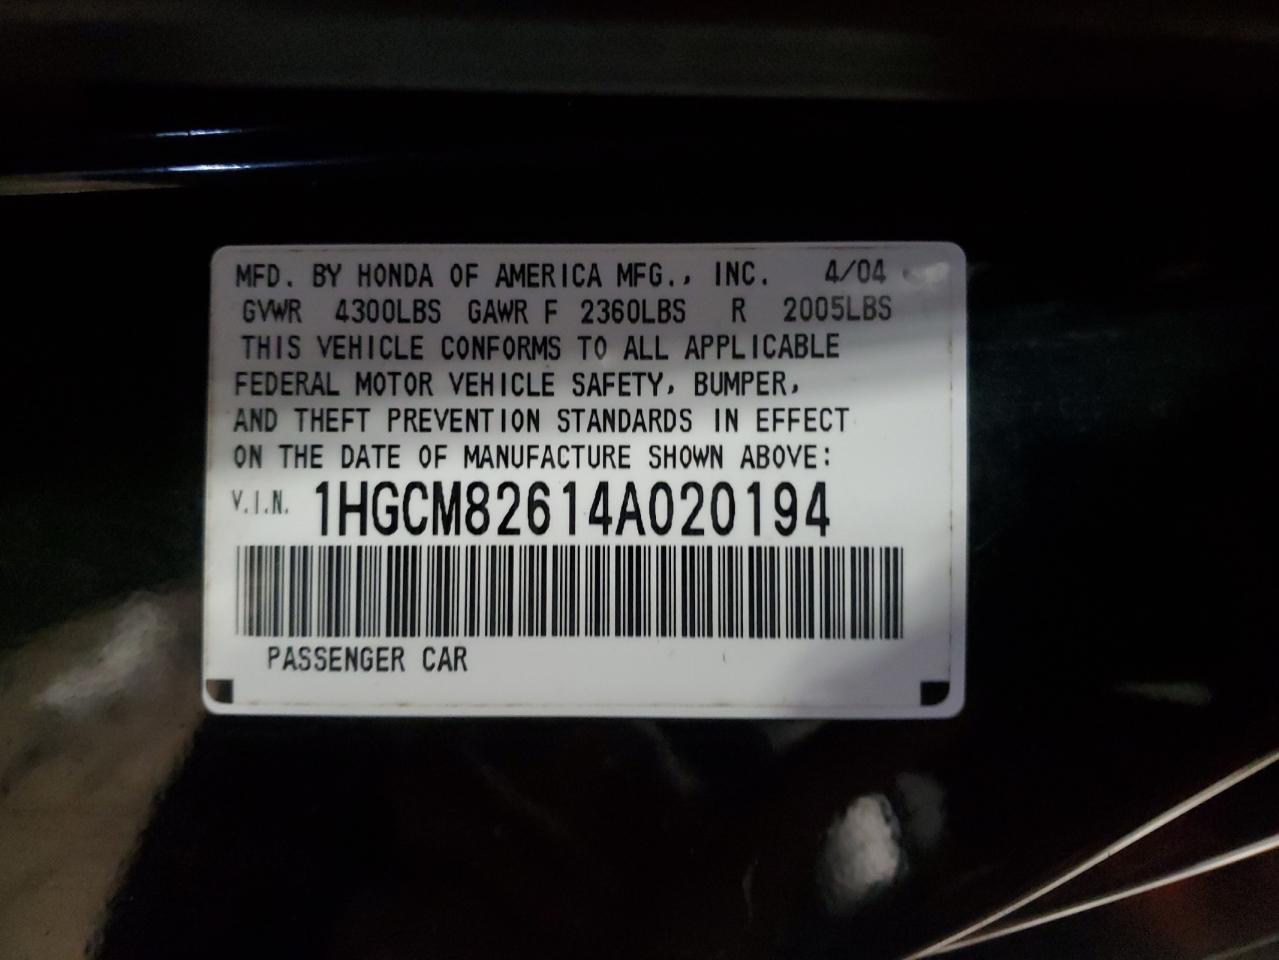 MFD. BY HONDA OF AMERICA MFG., INC. 4/04
GVWR 4300LBS GAWR F 2360LBS R 2005LBS
THIS VEHICLE CONFORMS TO ALL APPLICABLE
FEDERAL MOTOR VEHICLE SAFETY, BUMPER,
AND THEFT PREVENTION STANDARDS IN EFFECT
ON THE DATE OF MANUFACTURE SHOWN ABOVE:
V.I.N. 1HGCM82614A020194
PASSENGER CAR